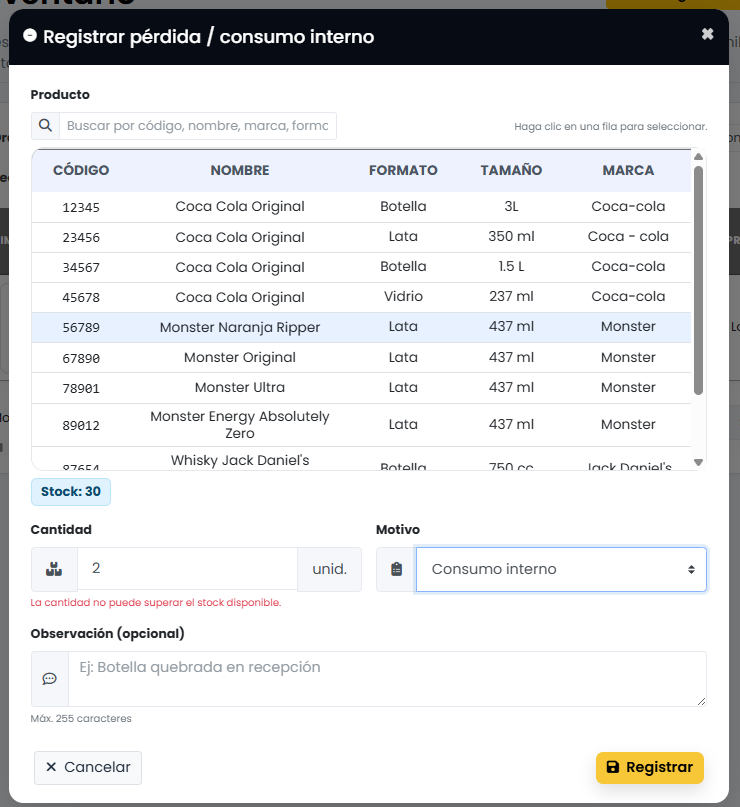 Registrar pérdida / consumo interno
Producto
Buscar por código, nombre, marca, forma
Haga clic en una fila para seleccionar.
CÓDIGO NOMBRE FORMATO TAMAÑO MARCA
12345 Coca Cola Original Botella 3L Coca-cola
23456 Coca Cola Original Lata 350 ml Coca - cola
34567 Coca Cola Original Botella 1.5 L Coca-cola
45678 Coca Cola Original Vidrio 237 ml Coca-cola
56789 Monster Naranja Ripper Lata 437 ml Monster
67890 Monster Original Lata 437 ml Monster
78901 Monster Ultra Lata 437 ml Monster
89012 Monster Energy Absolutely Zero Lata 437 ml Monster
87654 Whisky Jack Daniel's Botella 750 cc Jack Daniel's
Stock: 30
Cantidad
2 unid.
La cantidad no puede superar el stock disponible.
Motivo
Consumo interno
Observación (opcional)
Ej: Botella quebrada en recepción
Máx. 255 caracteres
Cancelar
Registrar